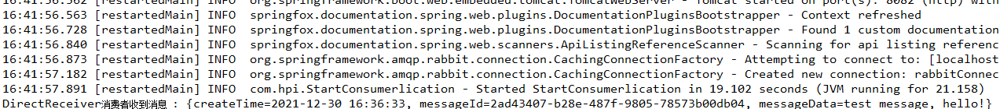 16:41:56.562 [restartedMain] INFO  org.springframework.boot.web.embedded.tomcat.TomcatWebServer - Tomcat started on port(s): 8082 (http) with
16:41:56.563 [restartedMain] INFO  springfox.documentation.spring.web.plugins.DocumentationPluginsBootstrapper - Context refreshed
16:41:56.728 [restartedMain] INFO  springfox.documentation.spring.web.plugins.DocumentationPluginsBootstrapper - Found 1 custom documentation
16:41:56.840 [restartedMain] INFO  springfox.documentation.spring.web.scanners.ApiListingReferenceScanner - Scanning for api listing referenc
16:41:56.873 [restartedMain] INFO  org.springframework.amqp.rabbit.connection.CachingConnectionFactory - Attempting to connect to: [localhost
16:41:57.182 [restartedMain] INFO  org.springframework.amqp.rabbit.connection.CachingConnectionFactory - Created new connection: rabbitConnec
16:41:57.891 [restartedMain] INFO  com.hpi.StartConsumerlication - Started StartConsumerlication in 19.102 seconds (JVM running for 21.158)
DirectReceiver消费者收到消息 : {createTime=2021-12-30 16:36:33, messageId=2ad43407-b28e-487f-9805-78573b00db04, messageData=test message, hello!}